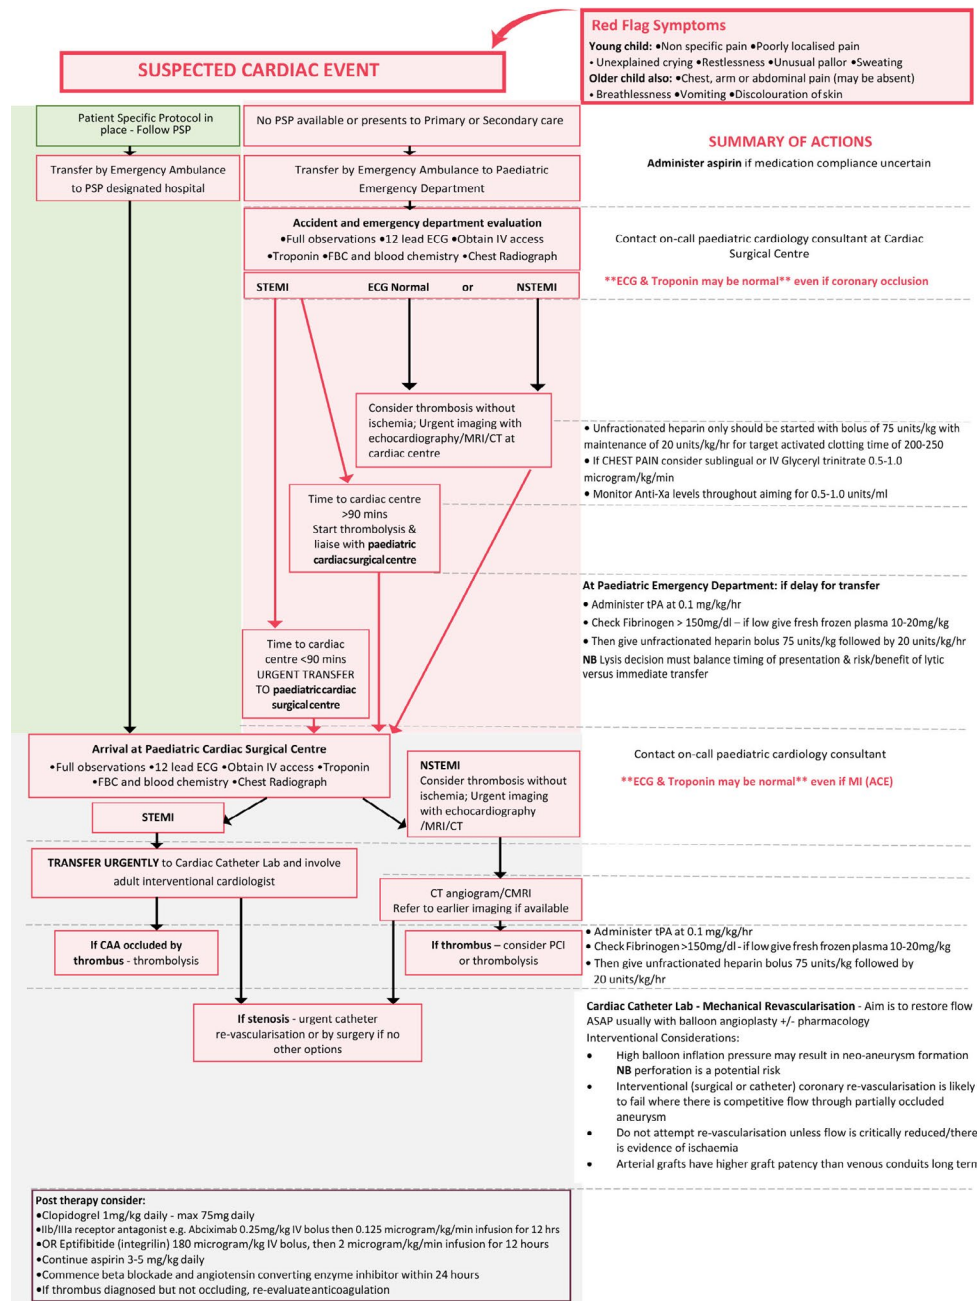 Red Flag Symptoms
Young child: •Non specific pain •Poorly localised pain
• Unexplained crying •Restlessness •Unusual pallor •Sweating
Older child also: •Chest, arm or abdominal pain (may be absent)
• Breathlessness •Vomiting •Discolouration of skin
SUSPECTED CARDIAC EVENT
Patient Specific Protocol in
place - Follow PSP
No PSP available or presents to Primary or Secondary care
SUMMARY OF ACTIONS
Administer aspirin if medication compliance uncertain
Transfer by Emergency Ambulance
to PSP designated hospital
Transfer by Emergency Ambulance to Paediatric
Emergency Department
Accident and emergency department evaluation
•Full observations •12 lead ECG •Obtain IV access
•Troponin •FBC and blood chemistry •Chest Radiograph
Contact on-call paediatric cardiology consultant at Cardiac
Surgical Centre
**ECG & Troponin may be normal** even if coronary occlusion
STEMI ECG Normal or NSTEMI
Consider thrombosis without
ischemia; Urgent imaging with
echocardiography/MRI/CT at
cardiac centre
• Unfractionated heparin only should be started with bolus of 75 units/kg with
maintenance of 20 units/kg/hr for target activated clotting time of 200-250
• If CHEST PAIN consider sublingual or IV Glyceryl trinitrate 0.5-1.0
microgram/kg/min
• Monitor Anti-Xa levels throughout aiming for 0.5-1.0 units/ml
Time to cardiac centre
>90 mins
Start thrombolysis &
liaise with paediatric
cardiac surgical centre
At Paediatric Emergency Department: if delay for transfer
• Administer tPA at 0.1 mg/kg/hr
• Check Fibrinogen > 150mg/dl – if low give fresh frozen plasma 10-20mg/kg
• Then give unfractionated heparin bolus 75 units/kg followed by 20 units/kg/hr
NB Lysis decision must balance timing of presentation & risk/benefit of lytic
versus immediate transfer
Time to cardiac
centre <90 mins
URGENT TRANSFER
TO paediatric cardiac
surgical centre
Arrival at Paediatric Cardiac Surgical Centre
•Full observations •12 lead ECG •Obtain IV access •Troponin
•FBC and blood chemistry •Chest Radiograph
NSTEMI
Consider thrombosis without
ischemia; Urgent imaging
with echocardiography
/MRI/CT
Contact on-call paediatric cardiology consultant
**ECG & Troponin may be normal** even if MI (ACE)
STEMI
TRANSFER URGENTLY to Cardiac Catheter Lab and involve
adult interventional cardiologist
CT angiogram/CMRI
Refer to earlier imaging if available
If CAA occluded by
thrombus - thrombolysis
If thrombus – consider PCI
or thrombolysis
• Administer tPA at 0.1 mg/kg/hr
• Check Fibrinogen >150mg/dl - if low give fresh frozen plasma 10-20mg/kg
• Then give unfractionated heparin bolus 75 units/kg followed by
20 units/kg/hr
If stenosis - urgent catheter
re-vascularisation or by surgery if no
other options
Cardiac Catheter Lab - Mechanical Revascularisation - Aim is to restore flow
ASAP usually with balloon angioplasty +/- pharmacology
Interventional Considerations:
• High balloon inflation pressure may result in neo-aneurysm formation
NB perforation is a potential risk
• Interventional (surgical or catheter) coronary re-vascularisation is likely
to fail where there is competitive flow through partially occluded
aneurysm
• Do not attempt re-vascularisation unless flow is critically reduced/there
is evidence of ischaemia
• Arterial grafts have higher graft patency than venous conduits long term
Post therapy consider:
•Clopidogrel 1mg/kg daily - max 75mg daily
•IIb/IIIa receptor antagonist e.g. Abciximab 0.25mg/kg IV bolus then 0.125 microgram/kg/min infusion for 12 hrs
•OR Eptifibitide (integrilin) 180 microgram/kg IV bolus, then 2 microgram/kg/min infusion for 12 hours
•Continue aspirin 3-5 mg/kg daily
•Commence beta blockade and angiotensin converting enzyme inhibitor within 24 hours
•If thrombus diagnosed but not occluding, re-evaluate anticoagulation